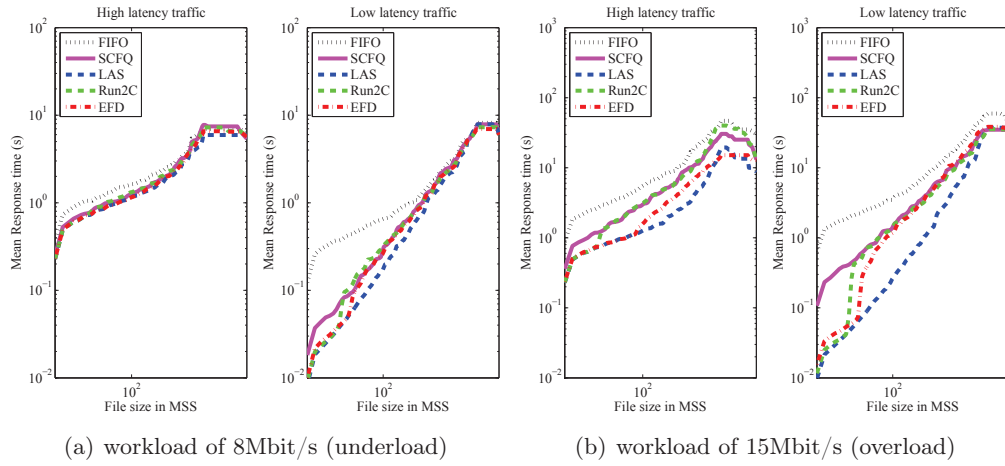 High latency traffic
10^2
10^1
10^0
10^-1
10^-2
Mean Response time (s)
FIFO
SCFQ
LAS
Run2C
EFD
10^2
File size in MSS
Low latency traffic
10^2
10^1
10^0
10^-1
10^-2
Mean Response time (s)
FIFO
SCFQ
LAS
Run2C
EFD
10^2
File size in MSS
(a) workload of 8Mbit/s (underload)
High latency traffic
10^3
10^2
10^1
10^0
10^-1
10^-2
Mean Response time (s)
FIFO
SCFQ
LAS
Run2C
EFD
10^2
File size in MSS
Low latency traffic
10^3
10^2
10^1
10^0
10^-1
10^-2
Mean Response time (s)
FIFO
SCFQ
LAS
Run2C
EFD
10^2
File size in MSS
(b) workload of 15Mbit/s (overload)